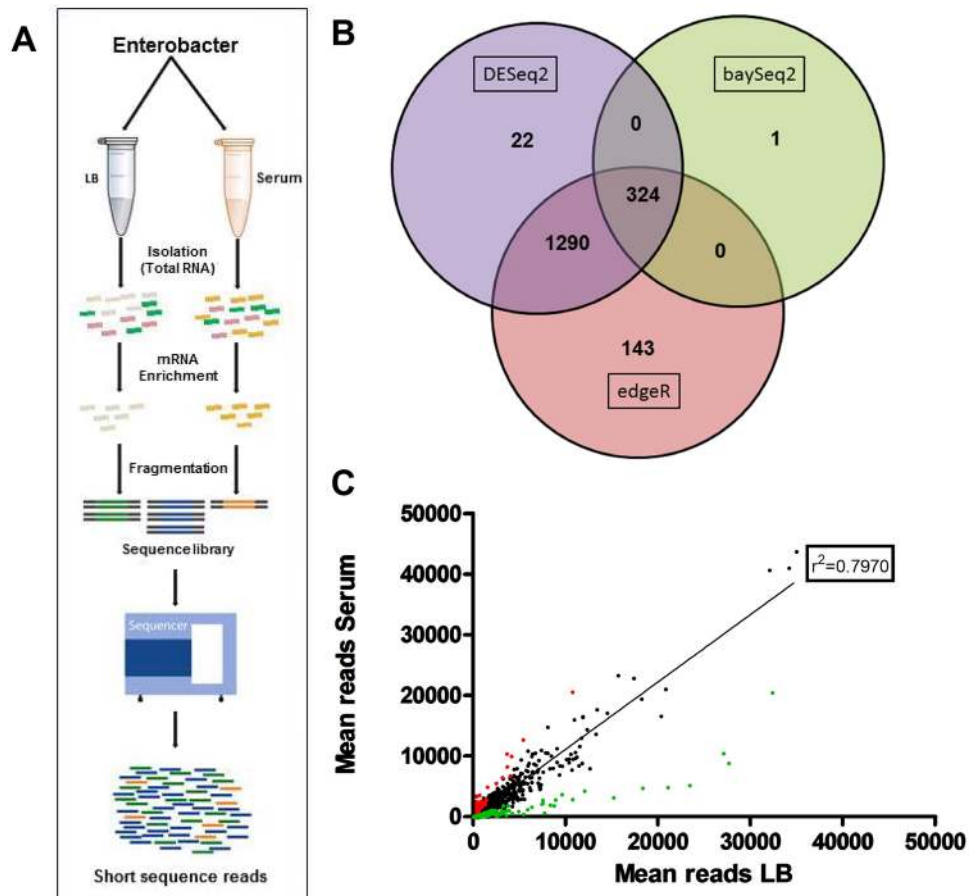 A
Enterobacter
LB
Serum
Isolation
(Total RNA)
mRNA
Enrichment
Fragmentation
Sequence library
Sequencer
Short sequence reads
B
DESeq2
baySeq2
0
22
1
324
1290
0
143
edgeR
C
50000
40000
30000
20000
10000
0
Mean reads Serum
r²=0.7970
0
10000
20000
30000
40000
50000
Mean reads LB